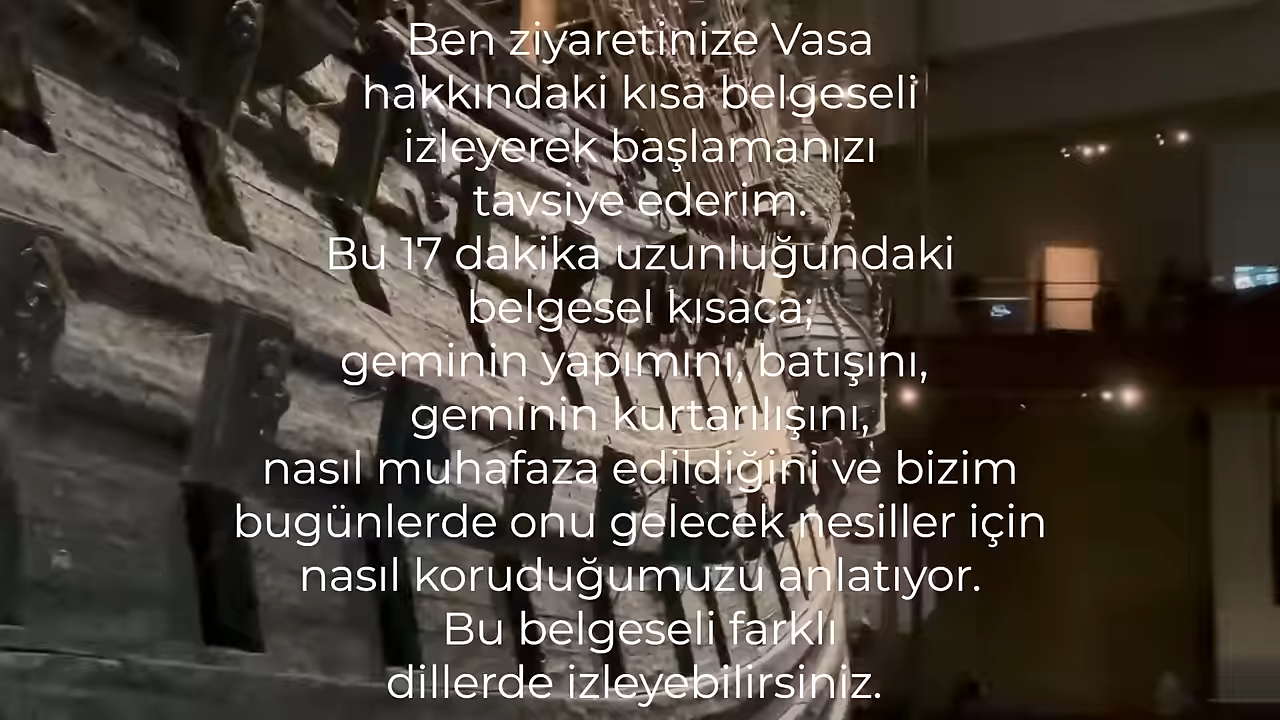 Ben ziyaretinize Vasa
hakkındaki kısa belgeseli
izleyerek başlamanızı
tavsiye ederim.
Bu 17 dakika uzunluğundaki
belgesel kısaca;
geminin yapımını, batışını,
geminin kurtarılışını,
nasıl muhafaza edildiğini ve bizim
bugünlerde onu gelecek nesiller için
nasıl koruduğumuzu anlatıyor.
Bu belgeseli farklı
dillerde izleyebilirsiniz.